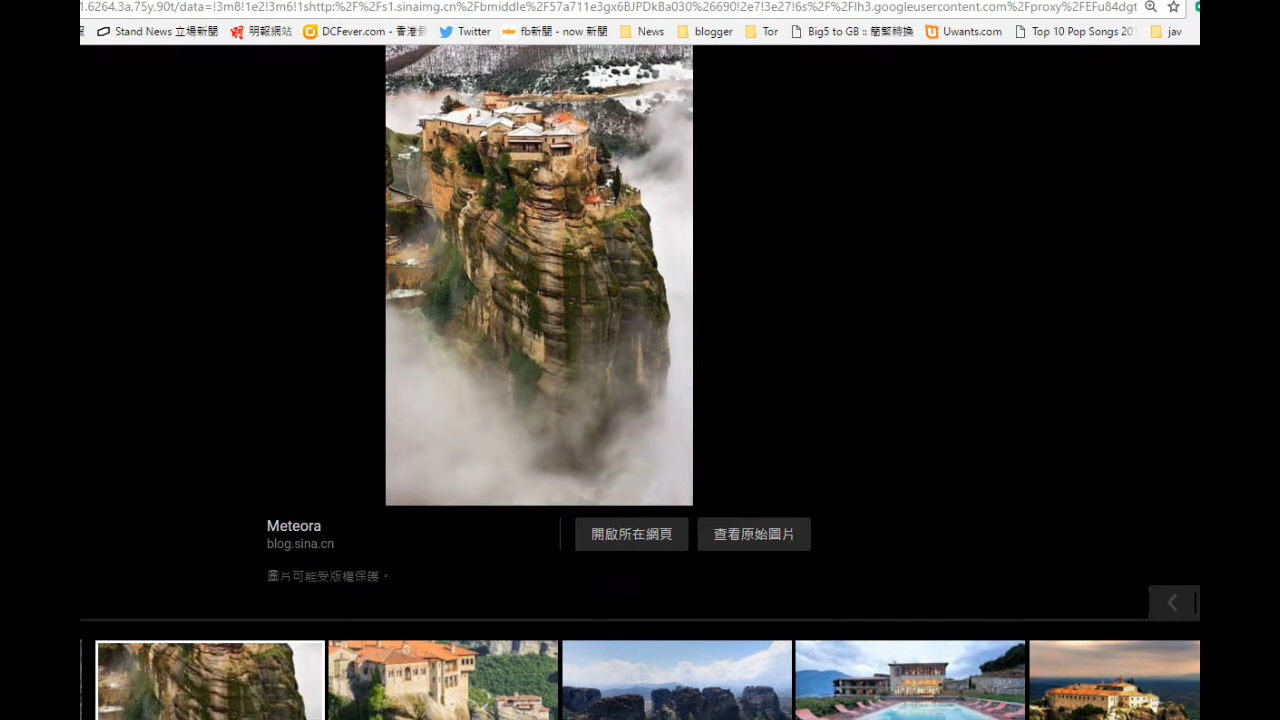 1.6264,3a,75y,90t/data=!3m8!1e2!3m6!1shttp:%2F%2Fs1.sinaimg.cn%2Fbmiddle%2F57a711e3gx6BJPDkBa030%26690!2e7!3e27!6s%2F%2Flh3.googleusercontent.com%2Fproxy%2FEFu84dgt
Stand News 立場新聞 明報網站 DCFever.com - 香港 Twitter fb新聞 - now 新聞 News blogger Tor Big5 to GB :: 簡繁轉換 Uwants.com Top 10 Pop Songs 20 jav
Meteora
blog.sina.cn
開啟所在網頁 查看原始圖片
圖片可能受版權保護。